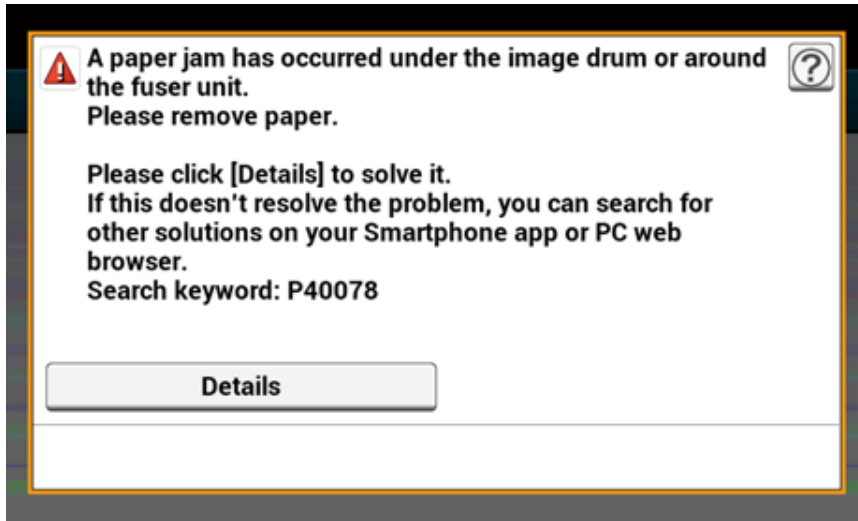 A paper jam has occurred under the image drum or around
the fuser unit.
Please remove paper.
Please click [Details] to solve it.
If this doesn't resolve the problem, you can search for
other solutions on your Smartphone app or PC web
browser.
Search keyword: P40078
Details